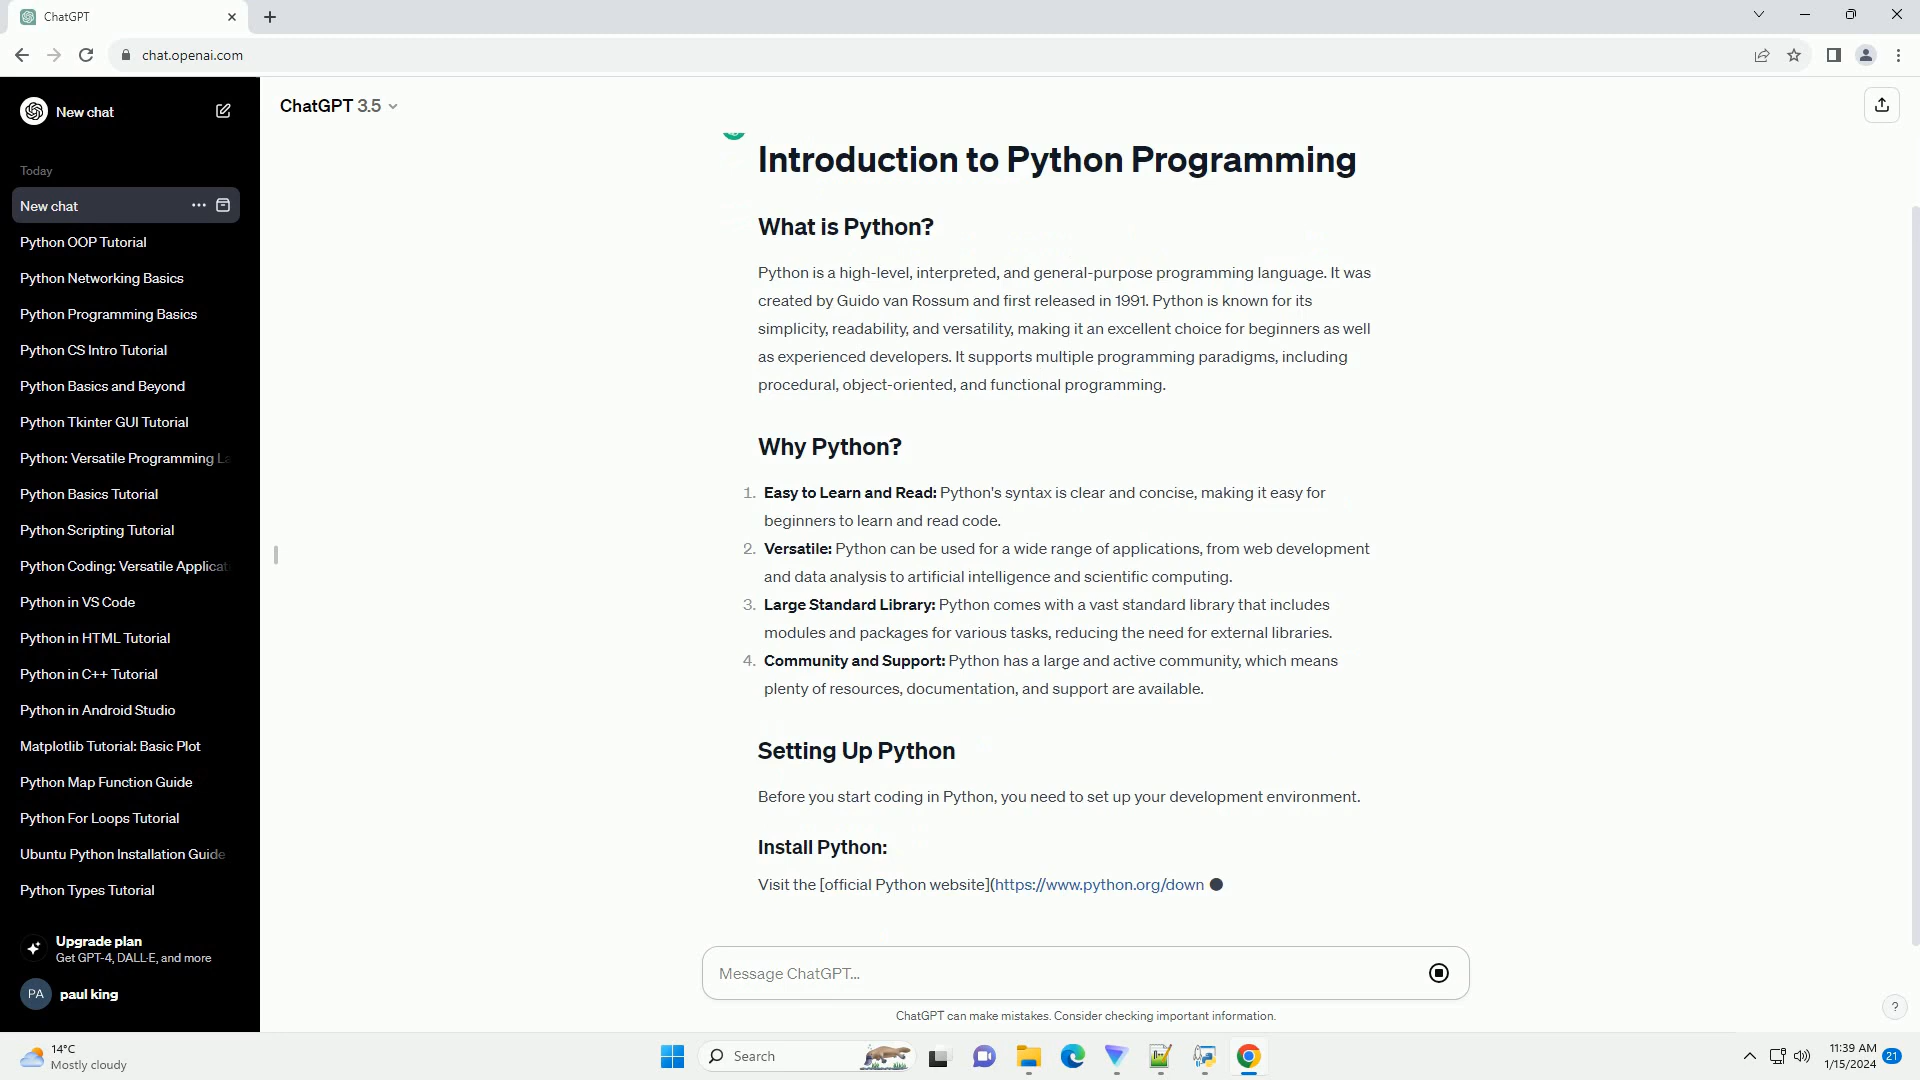 ChatGPT
chat.openai.com
New chat
Today
New chat
Python OOP Tutorial
Python Networking Basics
Python Programming Basics
Python CS Intro Tutorial
Python Basics and Beyond
Python Tkinter GUI Tutorial
Python: Versatile Programming La
Python Basics Tutorial
Python Scripting Tutorial
Python Coding: Versatile Applicat
Python in VS Code
Python in HTML Tutorial
Python in C++ Tutorial
Python in Android Studio
Matplotlib Tutorial: Basic Plot
Python Map Function Guide
Python For Loops Tutorial
Ubuntu Python Installation Guide
Python Types Tutorial
Upgrade plan
Get GPT-4, DALL·E, and more
PA paul king
ChatGPT 3.5
Introduction to Python Programming
What is Python?
Python is a high-level, interpreted, and general-purpose programming language. It was
created by Guido van Rossum and first released in 1991. Python is known for its
simplicity, readability, and versatility, making it an excellent choice for beginners as well
as experienced developers. It supports multiple programming paradigms, including
procedural, object-oriented, and functional programming.
Why Python?
1. Easy to Learn and Read: Python's syntax is clear and concise, making it easy for
beginners to learn and read code.
2. Versatile: Python can be used for a wide range of applications, from web development
and data analysis to artificial intelligence and scientific computing.
3. Large Standard Library: Python comes with a vast standard library that includes
modules and packages for various tasks, reducing the need for external libraries.
4. Community and Support: Python has a large and active community, which means
plenty of resources, documentation, and support are available.
Setting Up Python
Before you start coding in Python, you need to set up your development environment.
Install Python:
Visit the [official Python website](https://www.python.org/down
Message ChatGPT...
ChatGPT can make mistakes. Consider checking important information.
?
14°C
Mostly cloudy
Search
11:39 AM
1/15/2024
21